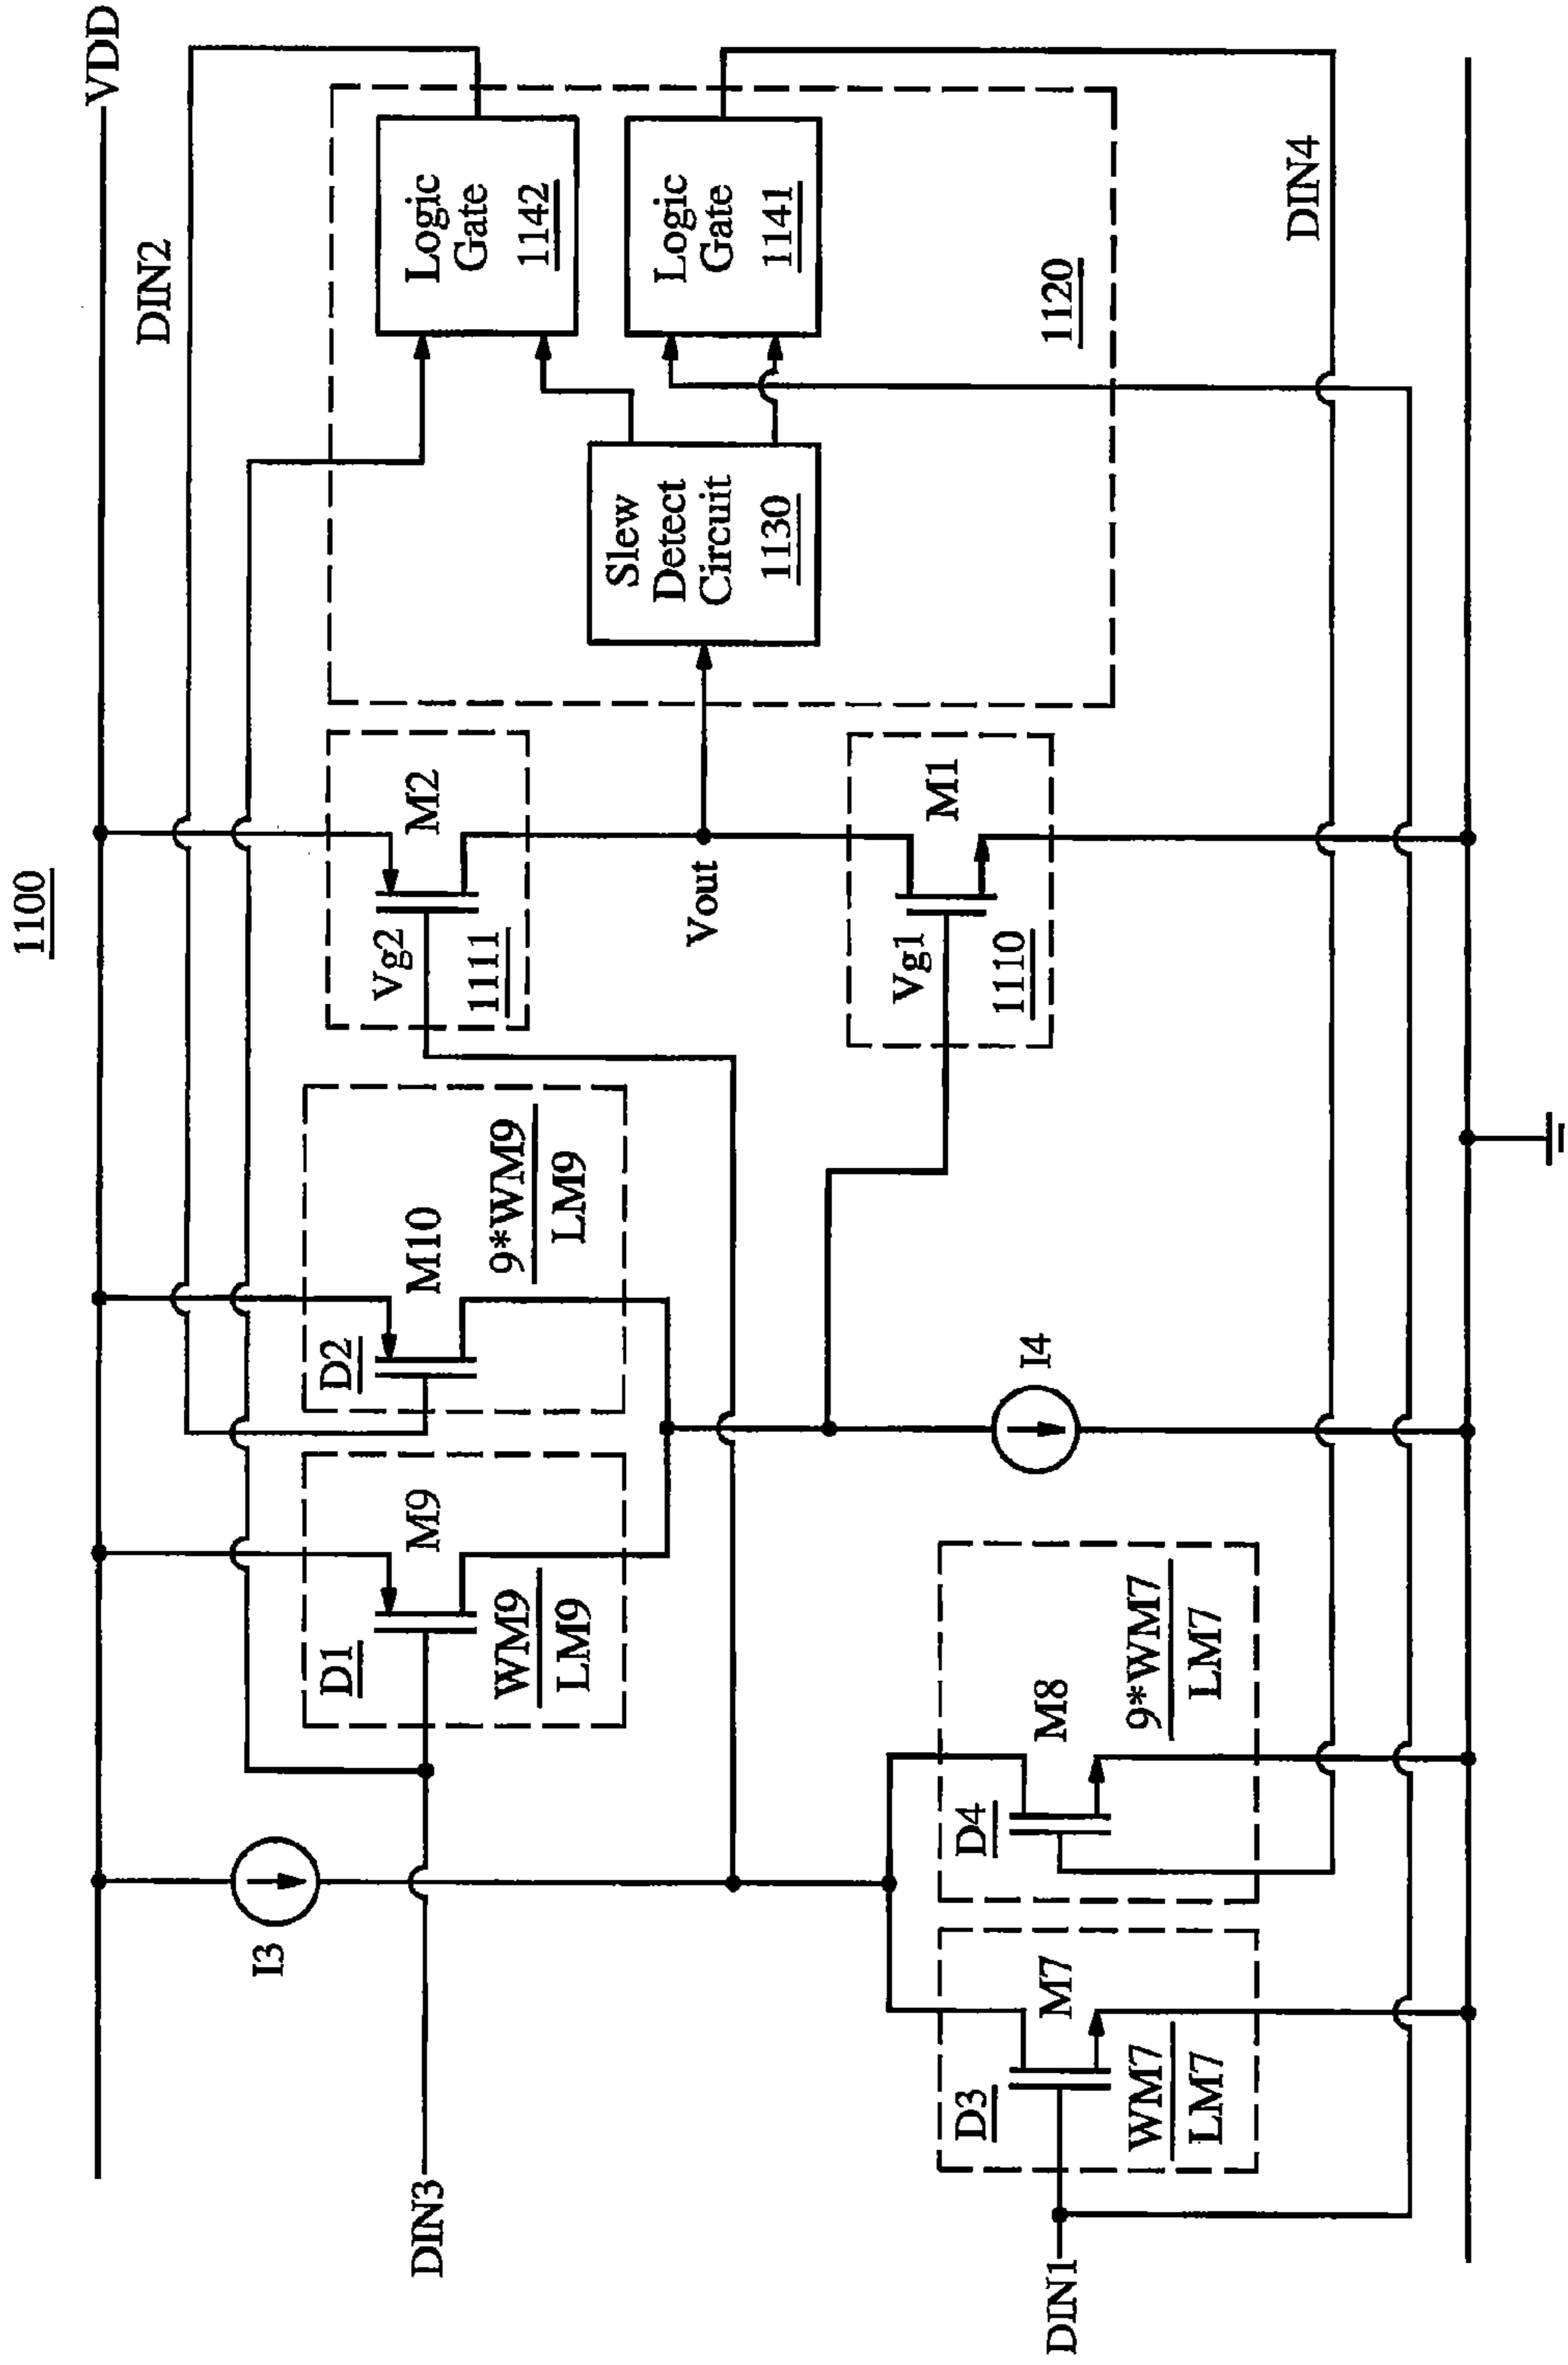 1100
VDD
DIN2
I3
DIN3
D1
M9
WM9
LM9
D2
M10
9*WM9
LM9
Vg2
M2
1111
Vout
Slew
Detect
Circuit
1130
Logic
Gate
1142
Logic
Gate
1141
1120
Vg1
M1
1110
I4
D3
M7
WM7
LM7
D4
M8
9*WM7
LM7
DIN4
DIN1